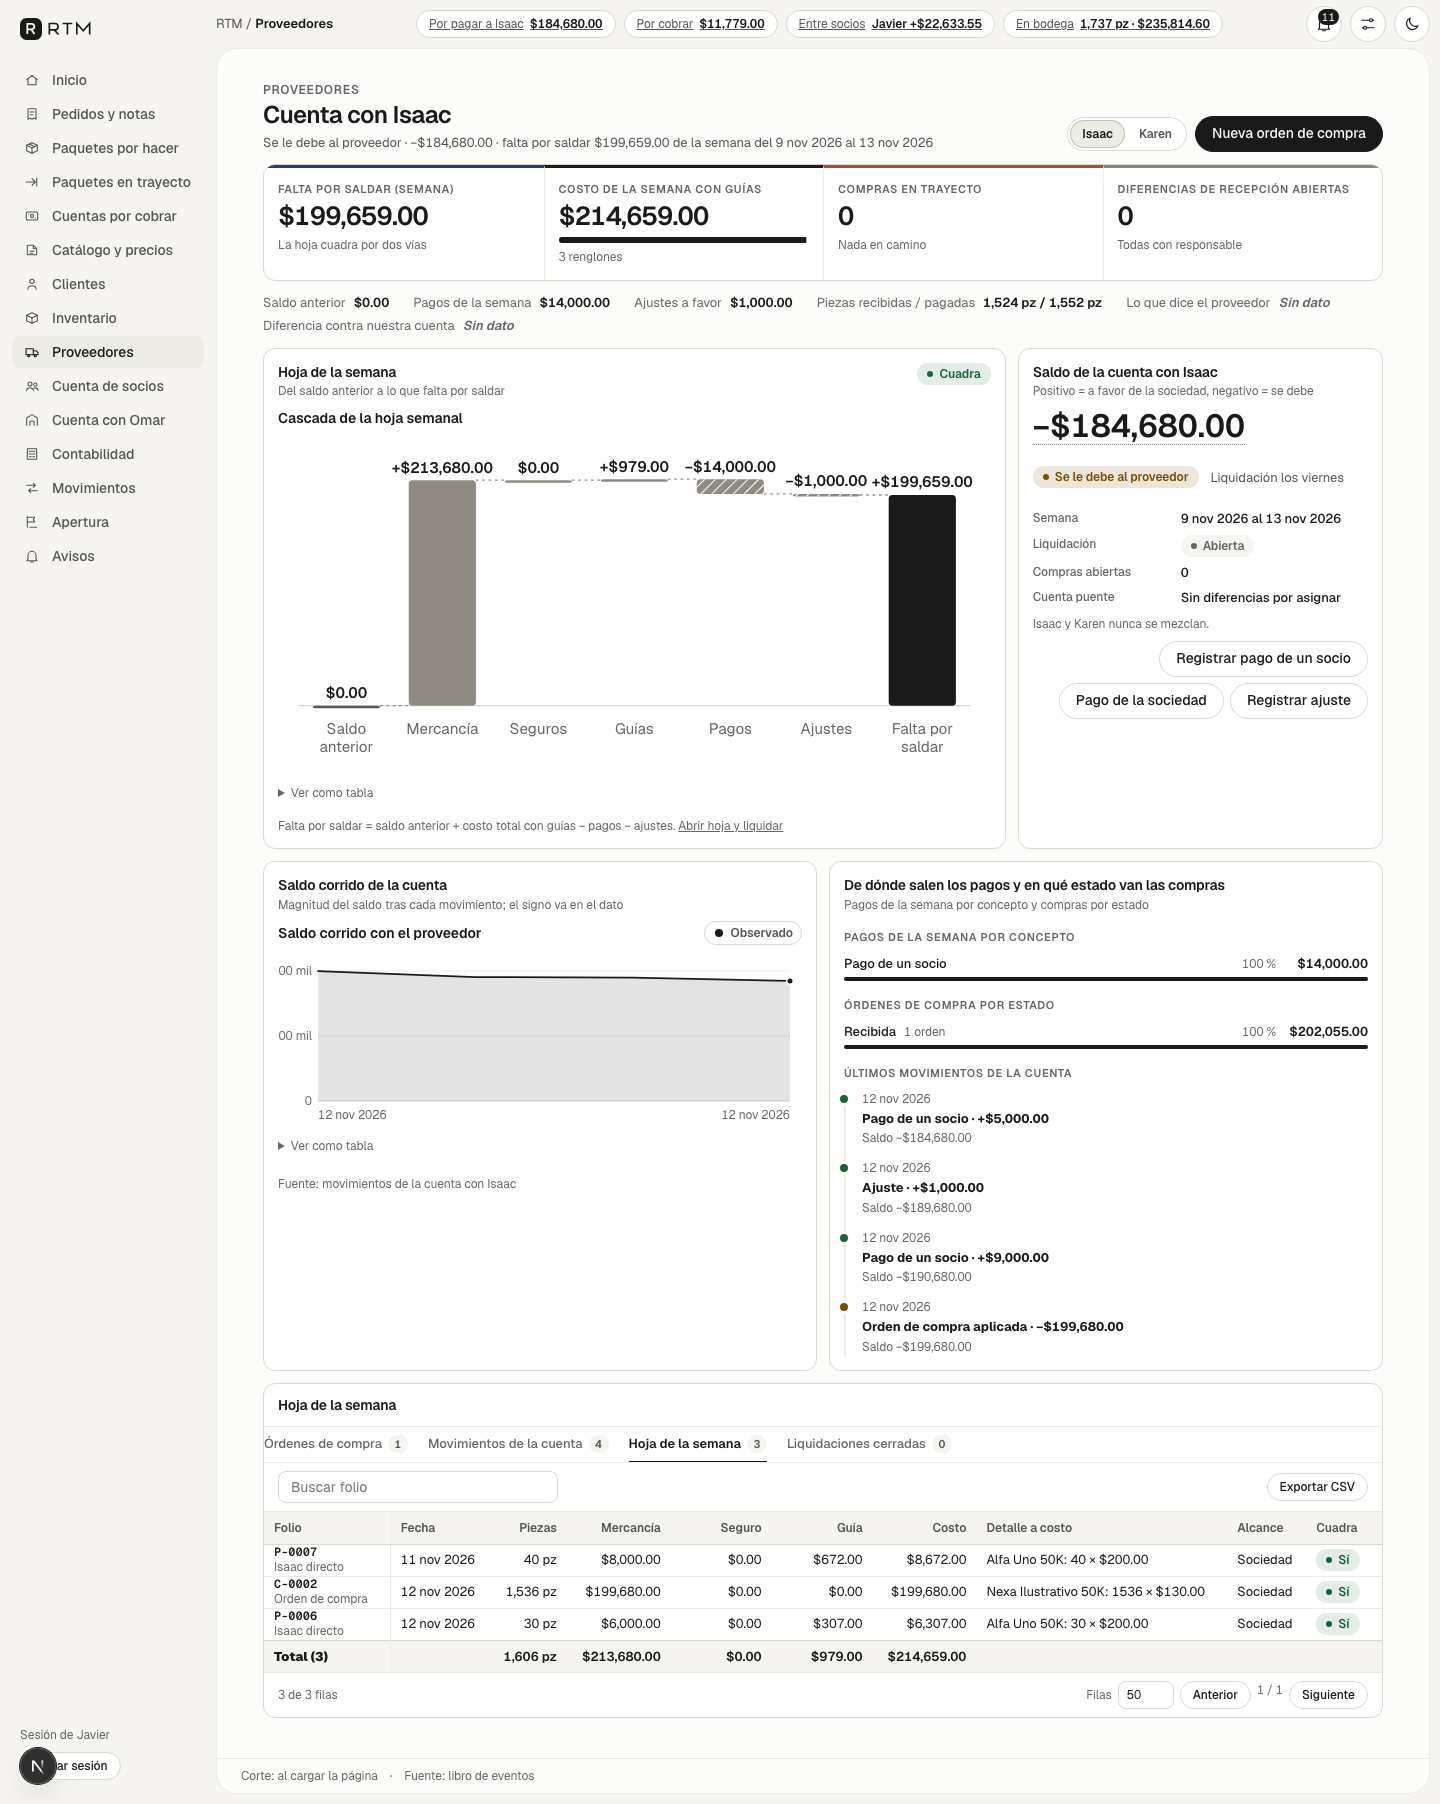 R RTM
RTM / Proveedores
Por pagar a Isaac $184,680.00
Por cobrar $11,779.00
Entre socios Javier +$22,633.55
En bodega 1,737 pz · $235,814.60
11
Inicio
Pedidos y notas
Paquetes por hacer
Paquetes en trayecto
Cuentas por cobrar
Catálogo y precios
Clientes
Inventario
Proveedores
Cuenta de socios
Cuenta con Omar
Contabilidad
Movimientos
Apertura
Avisos
PROVEEDORES
Cuenta con Isaac
Se le debe al proveedor · −$184,680.00 · falta por saldar $199,659.00 de la semana del 9 nov 2026 al 13 nov 2026
Isaac Karen
Nueva orden de compra
FALTA POR SALDAR (SEMANA)
$199,659.00
La hoja cuadra por dos vías
COSTO DE LA SEMANA CON GUÍAS
$214,659.00
3 renglones
COMPRAS EN TRAYECTO
0
Nada en camino
DIFERENCIAS DE RECEPCIÓN ABIERTAS
0
Todas con responsable
Saldo anterior $0.00 Pagos de la semana $14,000.00 Ajustes a favor $1,000.00 Piezas recibidas / pagadas 1,524 pz / 1,552 pz Lo que dice el proveedor Sin dato
Diferencia contra nuestra cuenta Sin dato
Hoja de la semana
Del saldo anterior a lo que falta por saldar
Cuadra
Cascada de la hoja semanal
+$213,680.00 $0.00 +$979.00 −$14,000.00 −$1,000.00 +$199,659.00
$0.00
Saldo anterior
Mercancía
Seguros
Guías
Pagos
Ajustes
Falta por saldar
Ver como tabla
Falta por saldar = saldo anterior + costo total con guías − pagos − ajustes. Abrir hoja y liquidar
Saldo de la cuenta con Isaac
Positivo = a favor de la sociedad, negativo = se debe
−$184,680.00
Se le debe al proveedor Liquidación los viernes
Semana 9 nov 2026 al 13 nov 2026
Liquidación Abierta
Compras abiertas 0
Cuenta puente Sin diferencias por asignar
Isaac y Karen nunca se mezclan.
Registrar pago de un socio
Pago de la sociedad Registrar ajuste
Saldo corrido de la cuenta
Magnitud del saldo tras cada movimiento; el signo va en el dato
Saldo corrido con el proveedor
Observado
00 mil
00 mil
0
12 nov 2026 12 nov 2026
Ver como tabla
Fuente: movimientos de la cuenta con Isaac
De dónde salen los pagos y en qué estado van las compras
Pagos de la semana por concepto y compras por estado
PAGOS DE LA SEMANA POR CONCEPTO
Pago de un socio 100 % $14,000.00
ÓRDENES DE COMPRA POR ESTADO
Recibida 1 orden 100 % $202,055.00
ÚLTIMOS MOVIMIENTOS DE LA CUENTA
12 nov 2026
Pago de un socio · +$5,000.00
Saldo −$184,680.00
12 nov 2026
Ajuste · +$1,000.00
Saldo −$189,680.00
12 nov 2026
Pago de un socio · +$9,000.00
Saldo −$190,680.00
12 nov 2026
Orden de compra aplicada · −$199,680.00
Saldo −$199,680.00
Hoja de la semana
Órdenes de compra 1 Movimientos de la cuenta 4 Hoja de la semana 3 Liquidaciones cerradas 0
Buscar folio
Exportar CSV
Folio Fecha Piezas Mercancía Seguro Guía Costo Detalle a costo Alcance Cuadra
P-0007
Isaac directo
11 nov 2026 40 pz $8,000.00 $0.00 $672.00 $8,672.00 Alfa Uno 50K: 40 × $200.00 Sociedad Sí
C-0002
Orden de compra
12 nov 2026 1,536 pz $199,680.00 $0.00 $0.00 $199,680.00 Nexa Ilustrativo 50K: 1536 × $130.00 Sociedad Sí
P-0006
Isaac directo
12 nov 2026 30 pz $6,000.00 $0.00 $307.00 $6,307.00 Alfa Uno 50K: 30 × $200.00 Sociedad Sí
Total (3) 1,606 pz $213,680.00 $0.00 $979.00 $214,659.00
3 de 3 filas
Filas 50 Anterior 1 / 1 Siguiente
Sesión de Javier
N ar sesión
Corte: al cargar la página · Fuente: libro de eventos